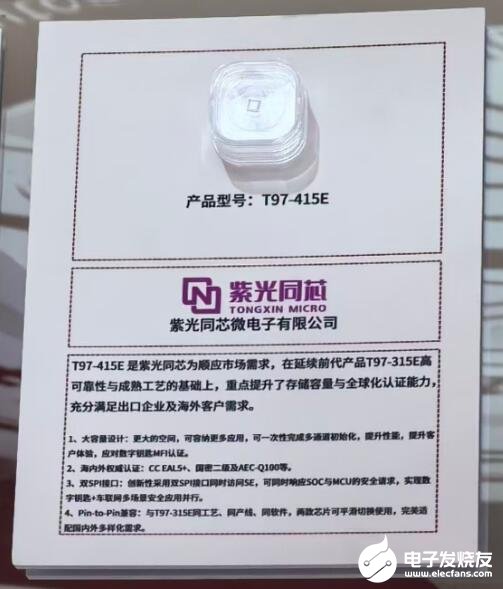 产品型号：T97-415E
紫光同芯
TONGXIN MICRO
紫光同芯微电子有限公司
T97-415E 是紫光同芯为顺应市场需求，在延续前代产品T97-315E高
可靠性与成熟工艺的基础上，重点提升了存储容量与全球化认证能力，
充分满足出口企业及海外客户需求。
1、大容量设计：更大的空间，可容纳更多应用，可一次性完成多通道初始化，提升性能，提升客
户体验，应对数字钥匙MFI认证。
2、海内外权威认证：CC EAL5+、国密二级及AEC-Q100等。
3、双SPI接口：创新性采用双SPI接口同时访问SE，可同时响应SOC与MCU的安全请求，实现数
字钥匙+车联网多场景安全应用并行。
4、Pin-to-Pin兼容：与T97-315E同工艺、同产线、同软件，两款芯片可平滑切换使用，完美适
配国内外多样化需求。
电子发烧友
www.elecfans.com